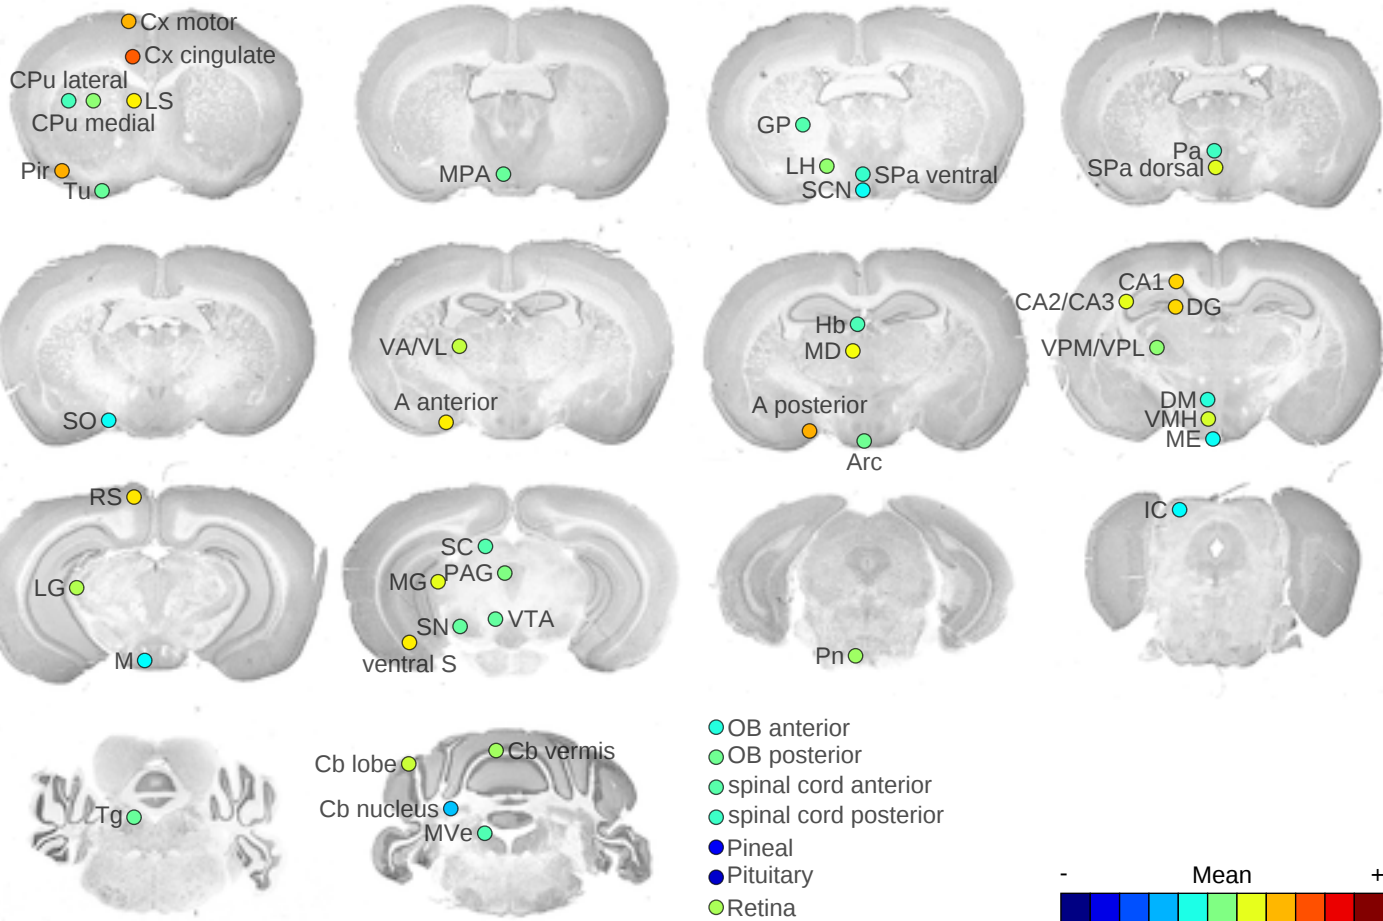 Cx motor
Cx cingulate
CPu lateral
LS
CPu medial
Pir
Tu
MPA
GP
LH
SPa ventral
SCN
Pa
SPa dorsal
SO
VA/VL
A anterior
Hb
MD
A posterior
Arc
CA1
CA2/CA3
DG
VPM/VPL
DM
VMH
ME
RS
LG
M
SC
MG
PAG
SN
VTA
ventral S
Pn
IC
Tg
Cb lobe
Cb vermis
Cb nucleus
MVe
OB anterior
OB posterior
spinal cord anterior
spinal cord posterior
Pineal
Pituitary
Retina
- Mean +